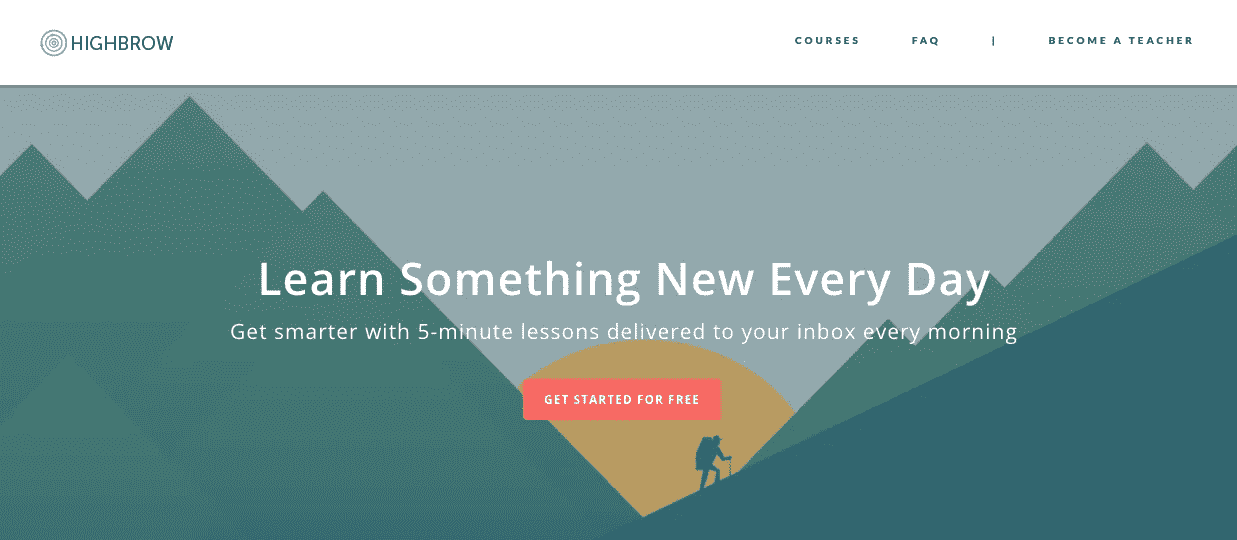 HIGHBROW
COURSES FAQ | BECOME A TEACHER
Learn Something New Every Day
Get smarter with 5-minute lessons delivered to your inbox every morning
GET STARTED FOR FREE